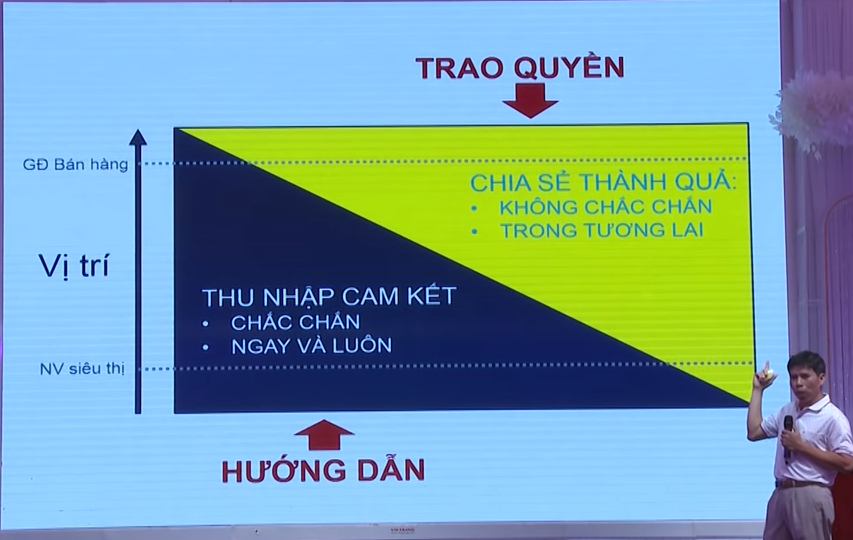 TRAO QUYỀN
GĐ Bán hàng
CHIA SẺ THÀNH QUẢ:
• KHÔNG CHẮC CHẮN
• TRONG TƯƠNG LAI
Vị trí
THU NHẬP CAM KẾT
• CHẮC CHẮN
• NGAY VÀ LUÔN
NV siêu thị
HƯỚNG DẪN